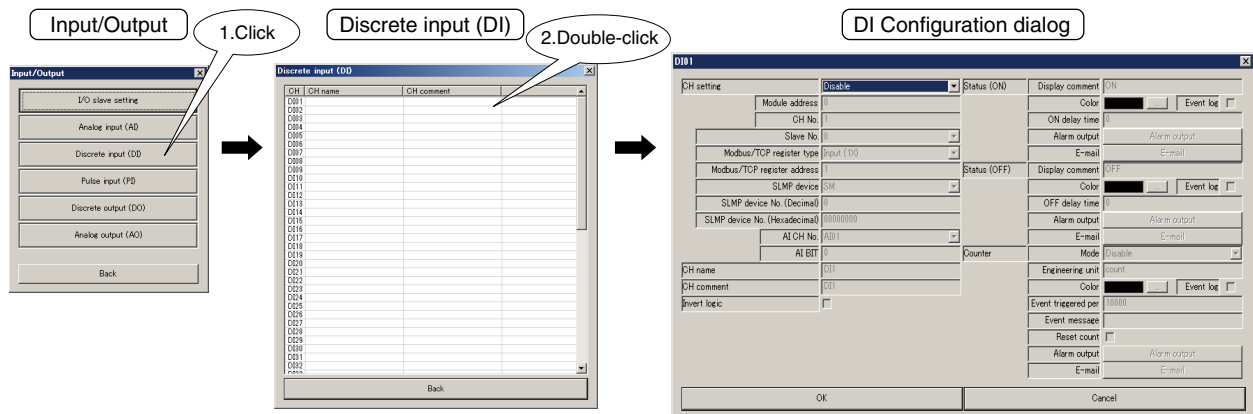 Input/Output
1.Click
Discrete input (DI)
2.Double-click
DI Configuration dialog
Input/Output
I/O slave setting
Analog input (AI)
Discrete input (DI)
Pulse input (PI)
Discrete output (DO)
Analog output (AO)
Back
Discrete input (DI)
CH CH name CH comment
DI01
DI02
DI03
DI04
DI05
DI06
DI07
DI08
DI09
DI10
DI11
DI12
DI13
DI14
DI15
DI16
DI17
DI18
DI19
DI20
DI21
DI22
DI23
DI24
DI25
DI26
DI27
DI28
DI29
DI30
DI31
DI32
Back
DI01
CH setting Disable Status (ON) Display comment ON
Module address 0 Color ... Event log
CH No. 1 ON delay time 0
Slave No. 0 Alarm output Alarm output
Modbus/TCP register type Input (1X) E-mail E-mail
Modbus/TCP register address 1 Status (OFF) Display comment OFF
SLMP device SM Color ... Event log
SLMP device No. (Decimal) 0 OFF delay time 0
SLMP device No. (Hexadecimal) 00000000 Alarm output Alarm output
AI CH No. AI01 E-mail E-mail
AI BIT 0 Counter Mode Disable
CH name DI1 Engineering unit count
CH comment DI1 Color ... Event log
Invert logic Event triggered per 10000
Event message
Reset count
Alarm output Alarm output
E-mail E-mail
OK Cancel